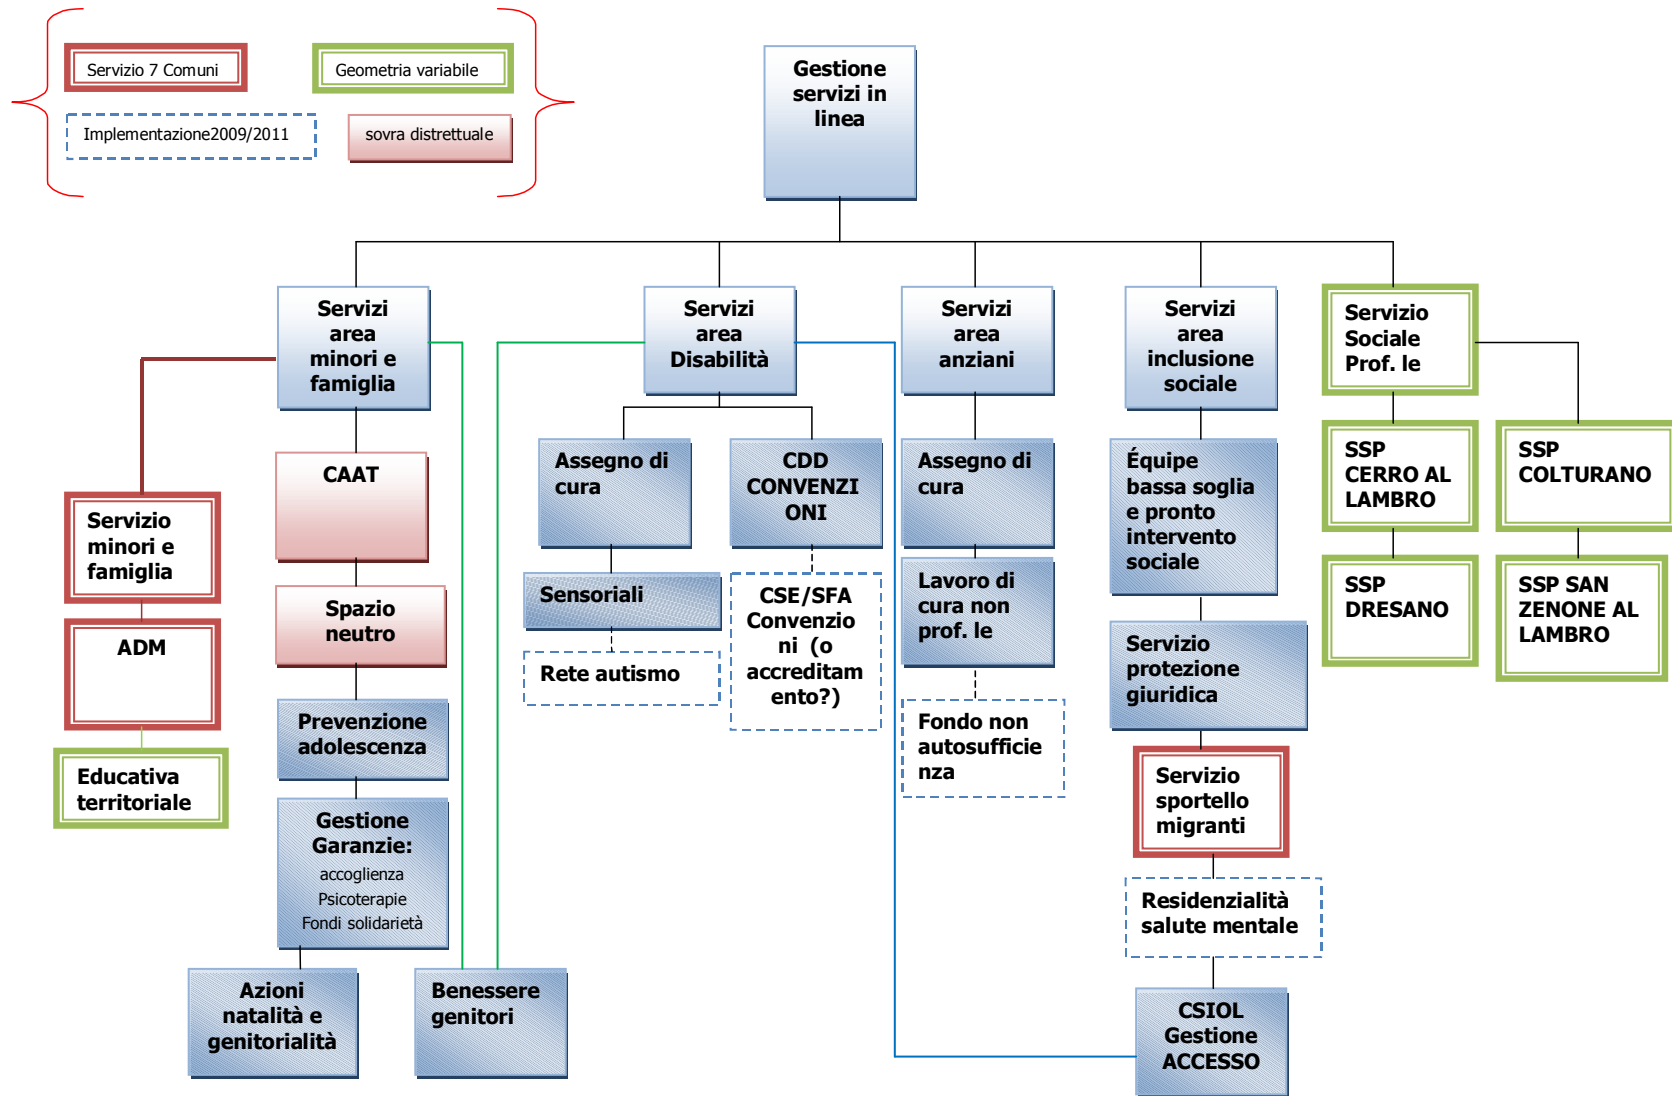 Servizio 7 Comuni
Geometria variabile
Implementazione2009/2011
sovra distrettuale
Gestione
servizi in
linea
Servizi
area
minori e
famiglia
Servizi
area
Disabilità
Servizi
area
anziani
Servizi
area
inclusione
sociale
Servizio
Sociale
Prof. le
Servizio
minori e
famiglia
ADM
Educativa
territoriale
CAAT
Spazio
neutro
Prevenzione
adolescenza
Gestione
Garanzie:
accoglienza
Psicoterapie
Fondi solidarietà
Azioni
natalità e
genitorialità
Benessere
genitori
Assegno di
cura
Sensoriali
Rete autismo
CDD
CONVENZI
ONI
CSE/SFA
Convenzio
ni (o
accreditam
ento?)
Assegno di
cura
Lavoro di
cura non
prof. le
Fondo non
autosufficie
nza
Équipe
bassa soglia
e pronto
intervento
sociale
Servizio
protezione
giuridica
Servizio
sportello
migranti
Residenzialità
salute mentale
CSIOL
Gestione
ACCESSO
SSP
CERRO AL
LAMBRO
SSP
DRESANO
SSP
COLTURANO
SSP SAN
ZENONE AL
LAMBRO